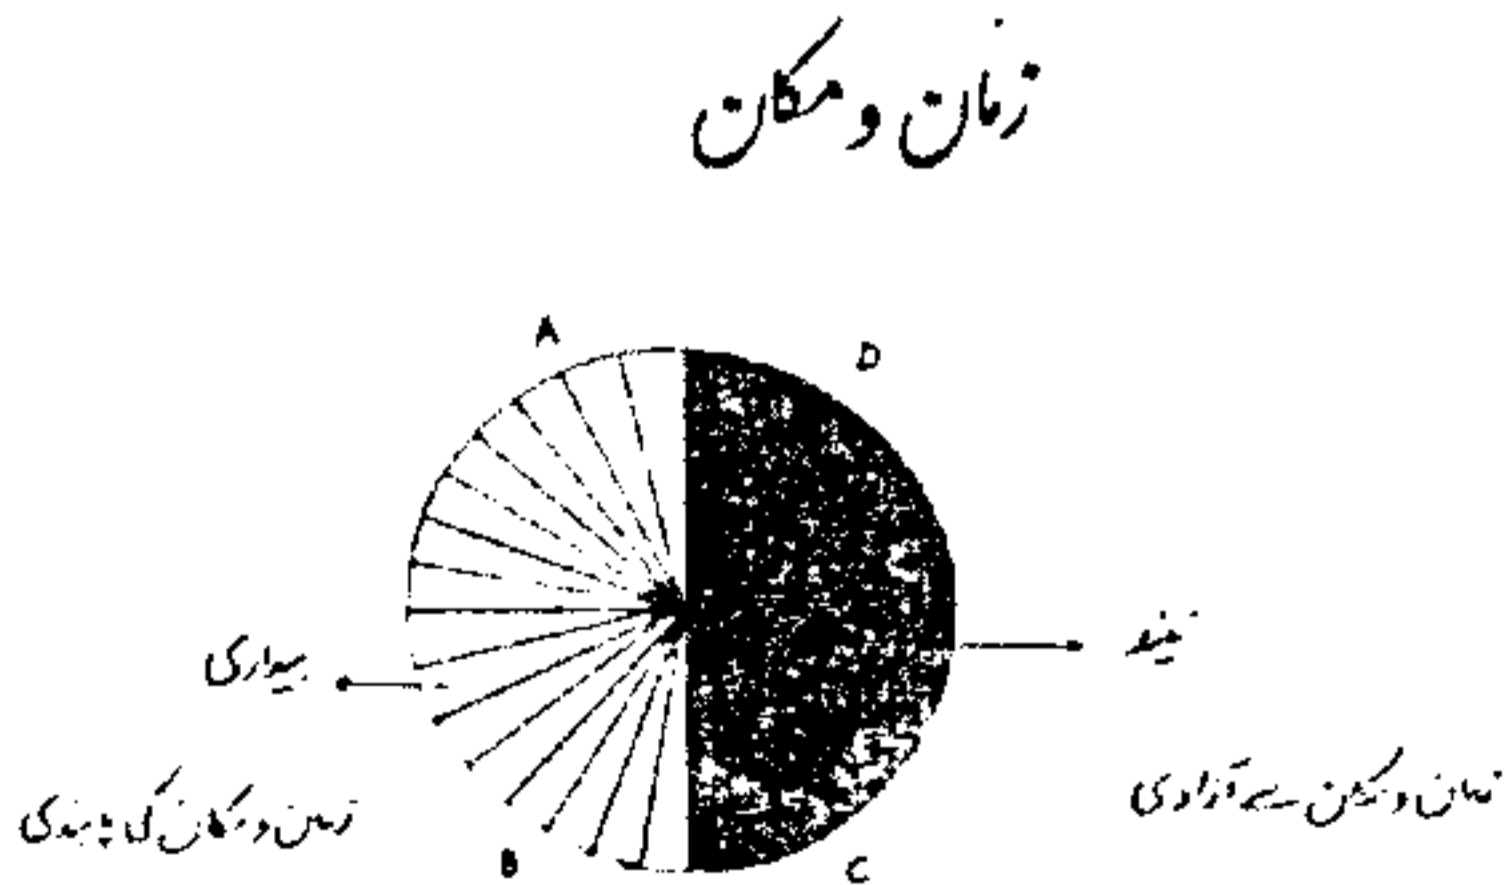 زمان و مکان
A
D
نیند
بیداری
زمان و مکان سے آزادی
زمان و مکان کی پابندی
B
C